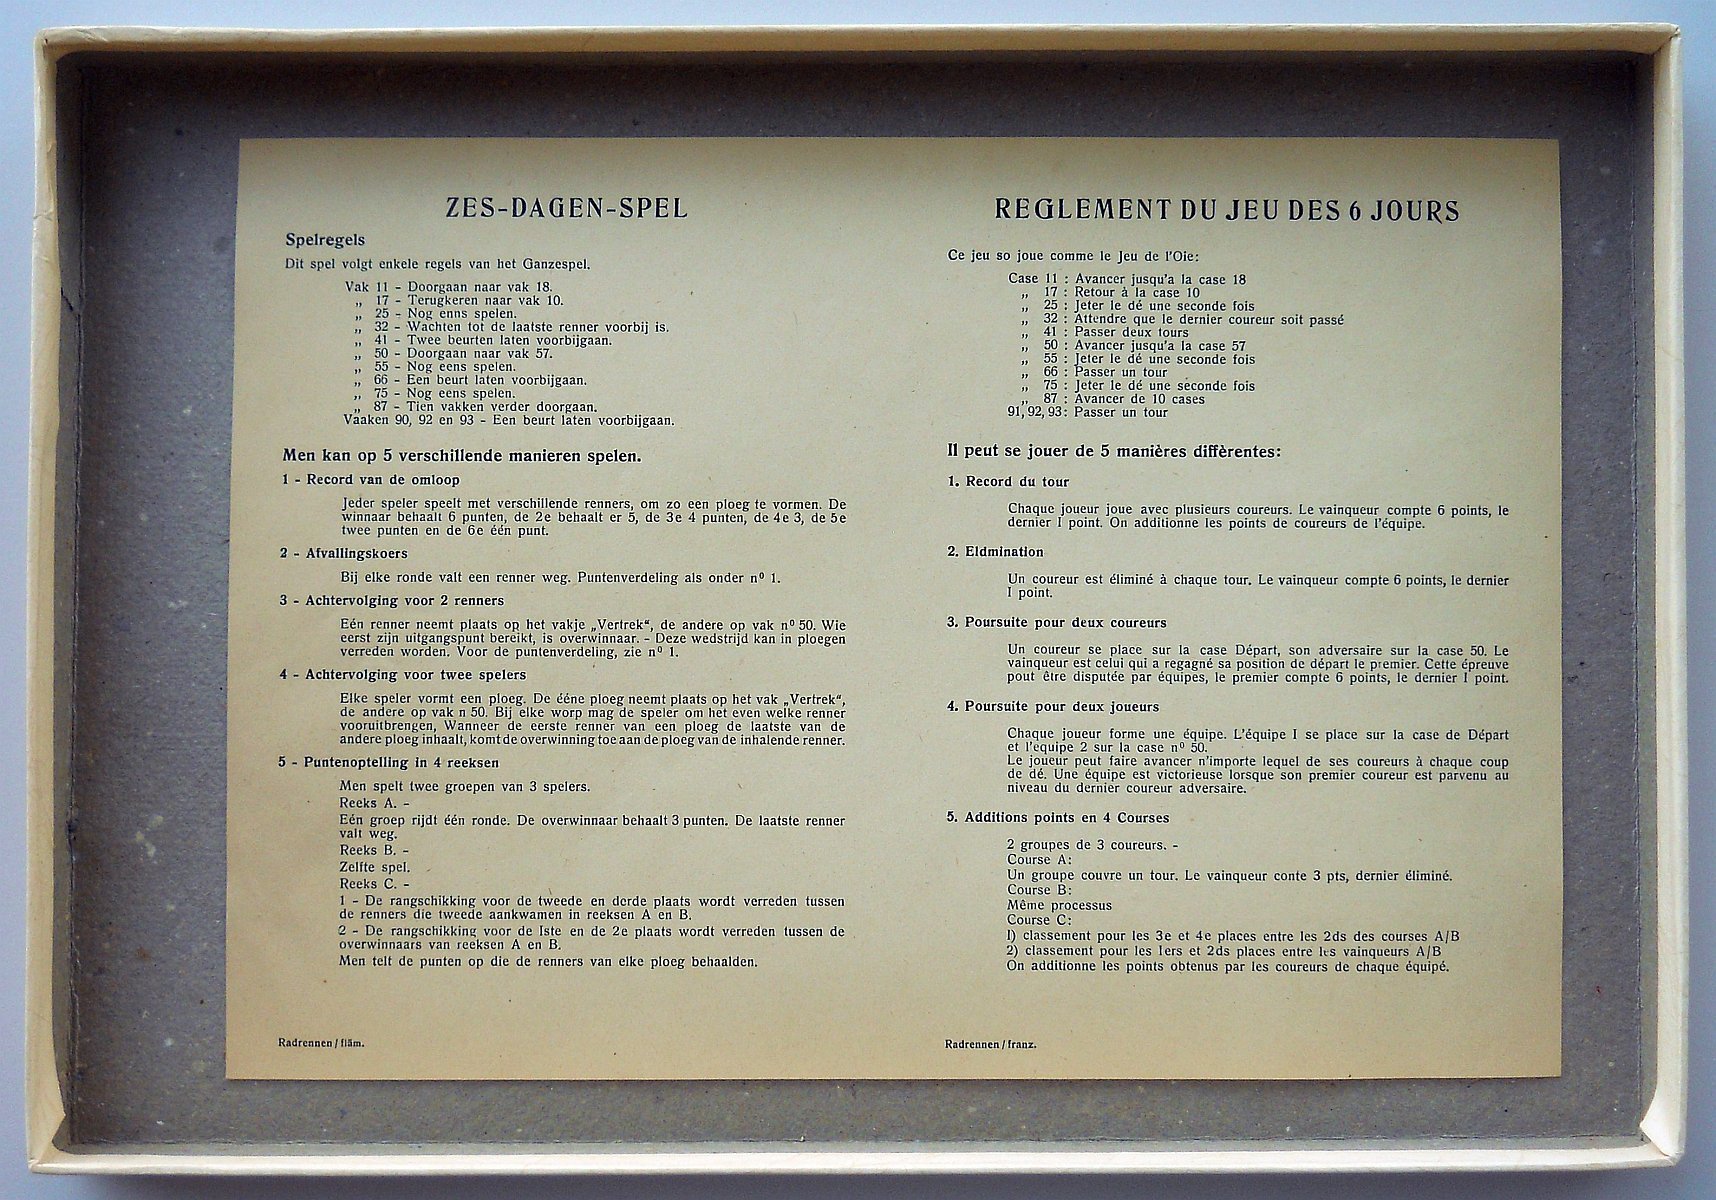 ZES-DAGEN-SPEL
Spelregels
Dit spel volgt enkele regels van het Ganzespel.
Vak 11 - Doorgaan naar vak 18.
„ 17 - Terugkeren naar vak 10.
„ 25 - Nog enns spelen.
„ 32 - Wachten tot de laatste renner voorbij is.
„ 41 - Twee beurten laten voorbijgaan.
„ 50 - Doorgaan naar vak 57.
„ 55 - Nog eens spelen.
„ 66 - Een beurt laten voorbijgaan.
„ 75 - Nog eens spelen.
„ 87 - Tien vakken verder doorgaan.
Vaaken 90, 92 en 93 - Een beurt laten voorbijgaan.
Men kan op 5 verschillende manieren spelen.
1 - Record van de omloop
Jeder speler speelt met verschillende renners, om zo een ploeg te vormen. De
winnaar behaalt 6 punten, de 2e behaalt er 5, de 3e 4 punten, de 4e 3, de 5e
twee punten en de 6e één punt.
2 - Afvallingskoers
Bij elke ronde valt een renner weg. Puntenverdeling als onder nº 1.
3 - Achtervolging voor 2 renners
Eén renner neemt plaats op het vakje „Vertrek“, de andere op vak nº 50. Wie
eerst zijn uitgangspunt bereikt, is overwinnaar. - Deze wedstrijd kan in ploegen
verreden worden. Voor de puntenverdeling, zie nº 1.
4 - Achtervolging voor twee spelers
Elke speler vormt een ploeg. De ééne ploeg neemt plaats op het vak „Vertrek“,
de andere op vak n 50. Bij elke worp mag de speler om het even welke renner
vooruitbrengen, Wanneer de eerste renner van een ploeg de laatste van de
andere ploeg inhaalt, komt de overwinning toe aan de ploeg van de inhalende renner.
5 - Puntenoptelling in 4 reeksen
Men spelt twee groepen van 3 spelers.
Reeks A. -
Eén groep rijdt één ronde. De overwinnaar behaalt 3 punten. De laatste renner
valt weg.
Reeks B. -
Zelfte spel.
Reeks C. -
1 - De rangschikking voor de tweede en derde plaats wordt verreden tussen
de renners die tweede aankwamen in reeksen A en B.
2 - De rangschikking voor de Iste en de 2e plaats wordt verreden tussen de
overwinnaars van reeksen A en B.
Men telt de punten op die de renners van elke ploeg behaalden.
Radrennen / fläm.
REGLEMENT DU JEU DES 6 JOURS
Ce jeu so joue comme le Jeu de l'Oie:
Case 11 : Avancer jusqu'a la case 18
„ 17 : Retour à la case 10
„ 25 : Jeter le dé une seconde fois
„ 32 : Attendre que le dernier coureur soit passé
„ 41 : Passer deux tours
„ 50 : Avancer jusqu'a la case 57
„ 55 : Jeter le dé une seconde fois
„ 66 : Passer un tour
„ 75 : Jeter le dé une seconde fois
„ 87 : Avancer de 10 cases
91, 92, 93: Passer un tour
Il peut se jouer de 5 manières diffèrentes:
1. Record du tour
Chaque joueur joue avec plusieurs coureurs. Le vainqueur compte 6 points, le
dernier I point. On additionne les points de coureurs de l'équipe.
2. Eldmination
Un coureur est éliminé à chaque tour. Le vainqueur compte 6 points, le dernier
I point.
3. Poursuite pour deux coureurs
Un coureur se place sur la case Départ, son adversaire sur la case 50. Le
vainqueur est celui qui a regagné sa position de départ le premier. Cette épreuve
pout être disputée par équipes, le premier compte 6 points, le dernier I point.
4. Poursuite pour deux joueurs
Chaque joueur forme une équipe. L'équipe I se place sur la case de Départ
et l'equipe 2 sur la case nº 50.
Le joueur peut faire avancer n'importe lequel de ses coureurs à chaque coup
de dé. Une équipe est victorieuse lorsque son premier coureur est parvenu au
niveau du dernier coureur adversaire.
5. Additions points en 4 Courses
2 groupes de 3 coureurs. -
Course A:
Un groupe couvre un tour. Le vainqueur conte 3 pts, dernier éliminé.
Course B:
Même processus
Course C:
I) classement pour les 3e et 4e places entre les 2ds des courses A/B
2) classement pour les 1ers et 2ds places entre les vainqueurs A/B
On additionne les points obtenus par les coureurs de chaque équipé.
Radrennen / franz.